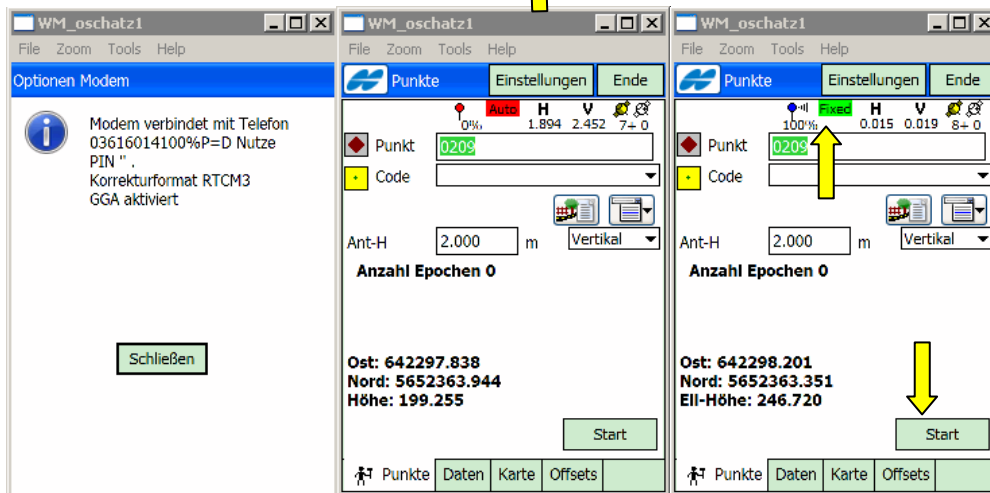 WM_oschatz1
File Zoom Tools Help
Optionen Modem
Modem verbindet mit Telefon
03616014100%P=D Nutze
PIN " .
Korrekturformat RTCM3
GGA aktiviert
Schließen
WM_oschatz1
File Zoom Tools Help
Punkte Einstellungen Ende
Auto H V
0% 1.894 2.452 7+ 0
Punkt 0209
Code
Ant-H 2.000 m Vertikal
Anzahl Epochen 0
Ost: 642297.838
Nord: 5652363.944
Höhe: 199.255
Start
Punkte Daten Karte Offsets
WM_oschatz1
File Zoom Tools Help
Punkte Einstellungen Ende
Fixed H V
100% 0.015 0.019 8+ 0
Punkt 0209
Code
Ant-H 2.000 m Vertikal
Anzahl Epochen 0
Ost: 642298.201
Nord: 5652363.351
Ell-Höhe: 246.720
Start
Punkte Daten Karte Offsets